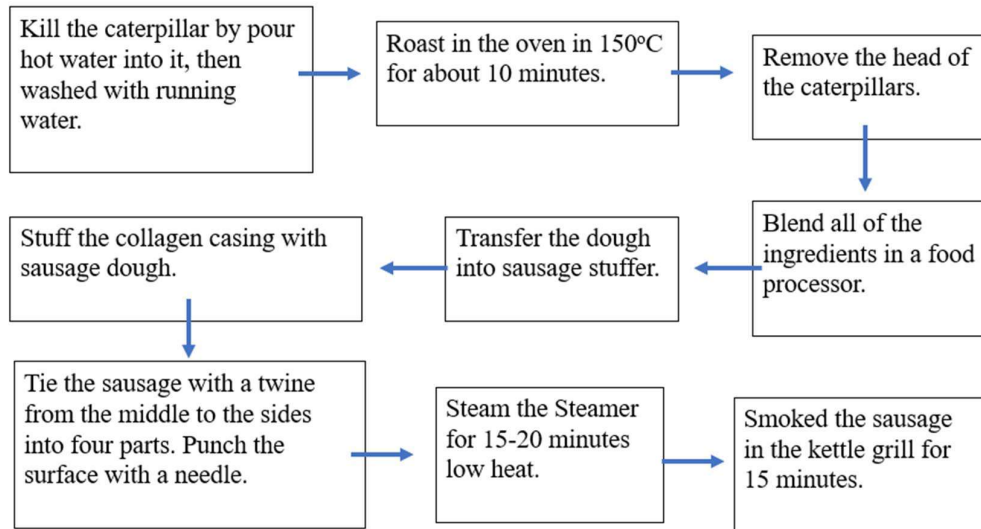 Kill the caterpillar by pour
hot water into it, then
washed with running
water.
Roast in the oven in 150°C
for about 10 minutes.
Remove the head of
the caterpillars.
Blend all of the
ingredients in a food
processor.
Transfer the dough
into sausage stuffer.
Stuff the collagen casing with
sausage dough.
Tie the sausage with a twine
from the middle to the sides
into four parts. Punch the
surface with a needle.
Steam the Steamer
for 15-20 minutes
low heat.
Smoked the sausage
in the kettle grill for
15 minutes.